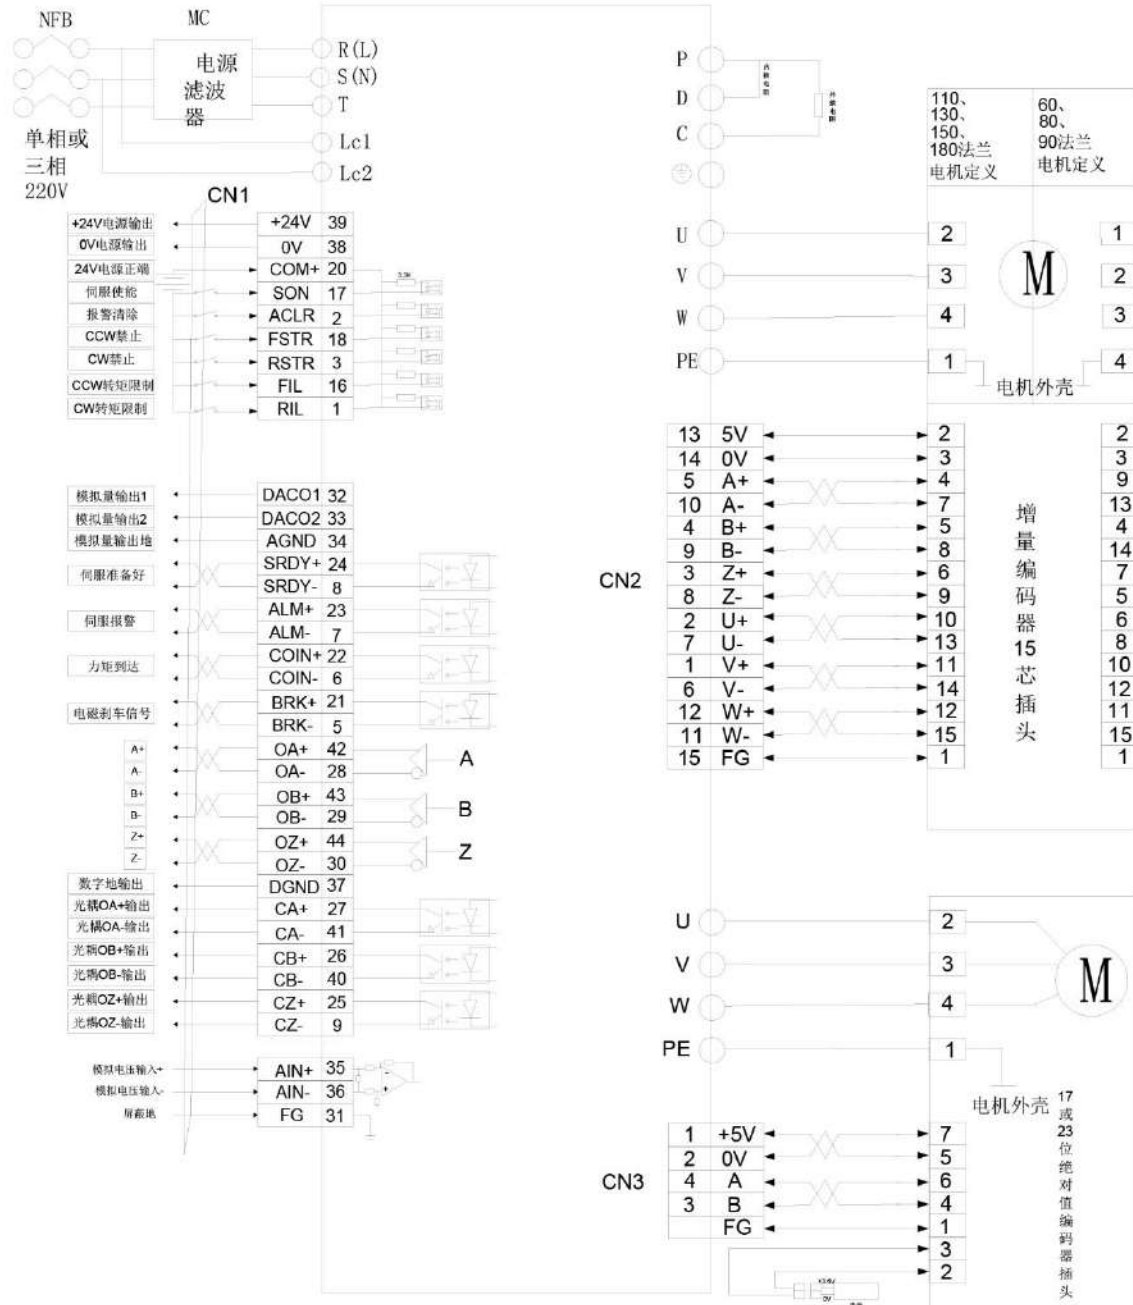 NFB
MC
电源
滤波
器
R(L)
S(N)
T
Lc1
Lc2
单相或
三相
220V
CN1
+24V电源输出 +24V 39
0V电源输出 0V 38
24V电源正端 COM+ 20
伺服使能 SON 17
报警清除 ACLR 2
CCW禁止 FSTR 18
CW禁止 RSTR 3
CCW转矩限制 FIL 16
CW转矩限制 RIL 1
模拟量输出1 DACO1 32
模拟量输出2 DACO2 33
模拟量输出地 AGND 34
伺服准备好
SRDY+ 24
SRDY- 8
伺服报警
ALM+ 23
ALM- 7
力矩到达
COIN+ 22
COIN- 6
电磁刹车信号
BRK+ 21
BRK- 5
A+ OA+ 42
A- OA- 28
A
B+ OB+ 43
B- OB- 29
B
Z+ OZ+ 44
Z- OZ- 30
Z
数字地输出 DGND 37
光耦OA+输出 CA+ 27
光耦OA-输出 CA- 41
光耦OB+输出 CB+ 26
光耦OB-输出 CB- 40
光耦OZ+输出 CZ+ 25
光耦OZ-输出 CZ- 9
模拟电压输入+ AIN+ 35
模拟电压输入- AIN- 36
屏蔽地 FG 31
P
D
C
110、
130、
150、
180法兰
电机定义
60、
80、
90法兰
电机定义
U 2 1
V 3 2
W 4 3
PE 1 4
M
电机外壳
CN2
13 5V 2 2
14 0V 3 3
5 A+ 4 9
10 A- 7 13
4 B+ 5 4
9 B- 8 14
3 Z+ 6 7
8 Z- 9 5
2 U+ 10 6
7 U- 13 8
1 V+ 11 10
6 V- 14 12
12 W+ 12 11
11 W- 15 15
15 FG 1 1
增量编码器15芯插头
U 2
V 3
W 4
PE 1
M
电机外壳
17或23位绝对值编码器插头
CN3
1 +5V 7
2 0V 5
4 A 6
3 B 4
FG 1
3
2
0V